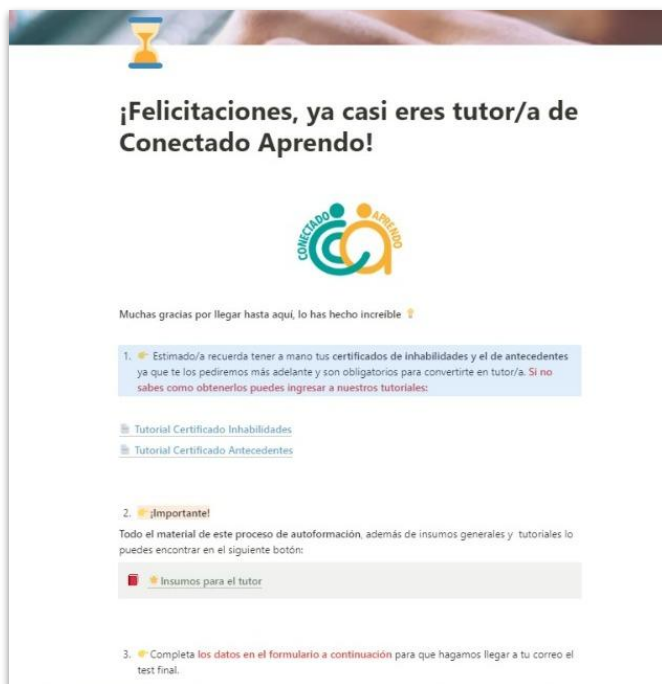 ¡Felicitaciones, ya casi eres tutor/a de
Conectado Aprendo!
CONECTADO APRENDO
Muchas gracias por llegar hasta aquí, lo has hecho increíble
1. Estimado/a recuerda tener a mano tus certificados de inhabilidades y el de antecedentes
ya que te los pediremos más adelante y son obligatorios para convertirte en tutor/a. Si no
sabes como obtenerlos puedes ingresar a nuestros tutoriales:
Tutorial Certificado Inhabilidades
Tutorial Certificado Antecedentes
2. ¡Importante!
Todo el material de este proceso de autoformación, además de insumos generales y tutoriales lo
puedes encontrar en el siguiente botón:
Insumos para el tutor
3. Completa los datos en el formulario a continuación para que hagamos llegar a tu correo el
test final.